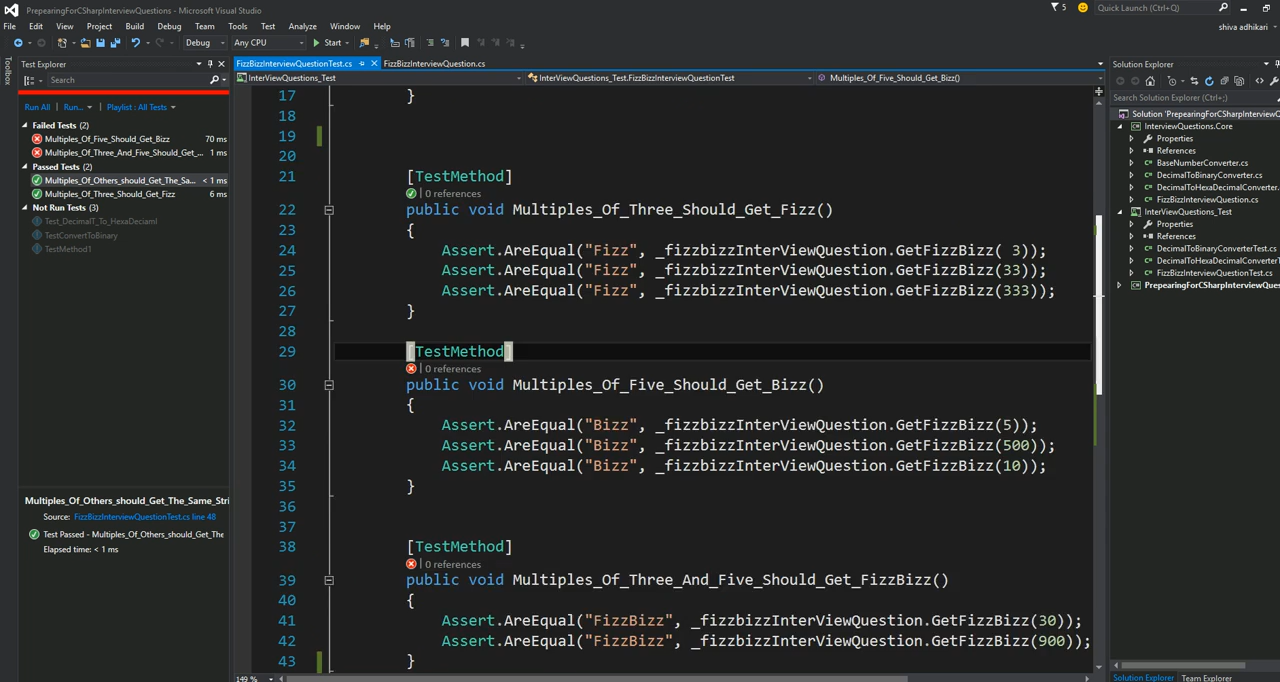 PrepearingForCSharpInterviewQuestions - Microsoft Visual Studio
5
Quick Launch (Ctrl+Q)
File Edit View Project Build Debug Team Tools Test Analyze Window Help
shiva adhikari
Debug Any CPU Start
Toolbox
Test Explorer
Search
Run All Run... Playlist : All Tests
Failed Tests (2)
Multiples_Of_Five_Should_Get_Bizz 70 ms
Multiples_Of_Three_And_Five_Should_Get_... 1 ms
Passed Tests (2)
Multiples_Of_Others_should_Get_The_Sa... < 1 ms
Multiples_Of_Three_Should_Get_Fizz 6 ms
Not Run Tests (3)
Test_DecimalT_To_HexaDeciaml
TestConvertToBinary
TestMethod1
Multiples_Of_Others_should_Get_The_Same_Stri
Source: FizzBizzInterviewQuestionTest.cs line 48
Test Passed - Multiples_Of_Others_should_Get_The
Elapsed time: < 1 ms
FizzBizzInterviewQuestionTest.cs FizzBizzInterviewQuestion.cs
InterViewQuestions_Test InterViewQuestions_Test.FizzBizzInterviewQuestionTest Multiples_Of_Five_Should_Get_Bizz()
17 }
18
19
20
21 [TestMethod]
0 references
22 public void Multiples_Of_Three_Should_Get_Fizz()
23 {
24 Assert.AreEqual("Fizz", _fizzbizzInterViewQuestion.GetFizzBizz( 3));
25 Assert.AreEqual("Fizz", _fizzbizzInterViewQuestion.GetFizzBizz(33));
26 Assert.AreEqual("Fizz", _fizzbizzInterViewQuestion.GetFizzBizz(333));
27 }
28
29 [TestMethod]
0 references
30 public void Multiples_Of_Five_Should_Get_Bizz()
31 {
32 Assert.AreEqual("Bizz", _fizzbizzInterViewQuestion.GetFizzBizz(5));
33 Assert.AreEqual("Bizz", _fizzbizzInterViewQuestion.GetFizzBizz(500));
34 Assert.AreEqual("Bizz", _fizzbizzInterViewQuestion.GetFizzBizz(10));
35 }
36
37
38 [TestMethod]
0 references
39 public void Multiples_Of_Three_And_Five_Should_Get_FizzBizz()
40 {
41 Assert.AreEqual("FizzBizz", _fizzbizzInterViewQuestion.GetFizzBizz(30));
42 Assert.AreEqual("FizzBizz", _fizzbizzInterViewQuestion.GetFizzBizz(900));
43 }
149 %
Solution Explorer
Search Solution Explorer (Ctrl+;)
Solution 'PrepearingForCSharpInterviewQ
InterviewQuestions.Core
Properties
References
BaseNumberConverter.cs
DecimalToBinaryConverter.cs
DecimalToHexaDecimalConverter.cs
FizzBizzInterviewQuestion.cs
InterViewQuestions_Test
Properties
References
DecimalToBinaryConverterTest.cs
DecimalToHexaDecimalConverterT
FizzBizzInterviewQuestionTest.cs
PrepearingForCSharpInterviewQues
Solution Explorer Team Explorer